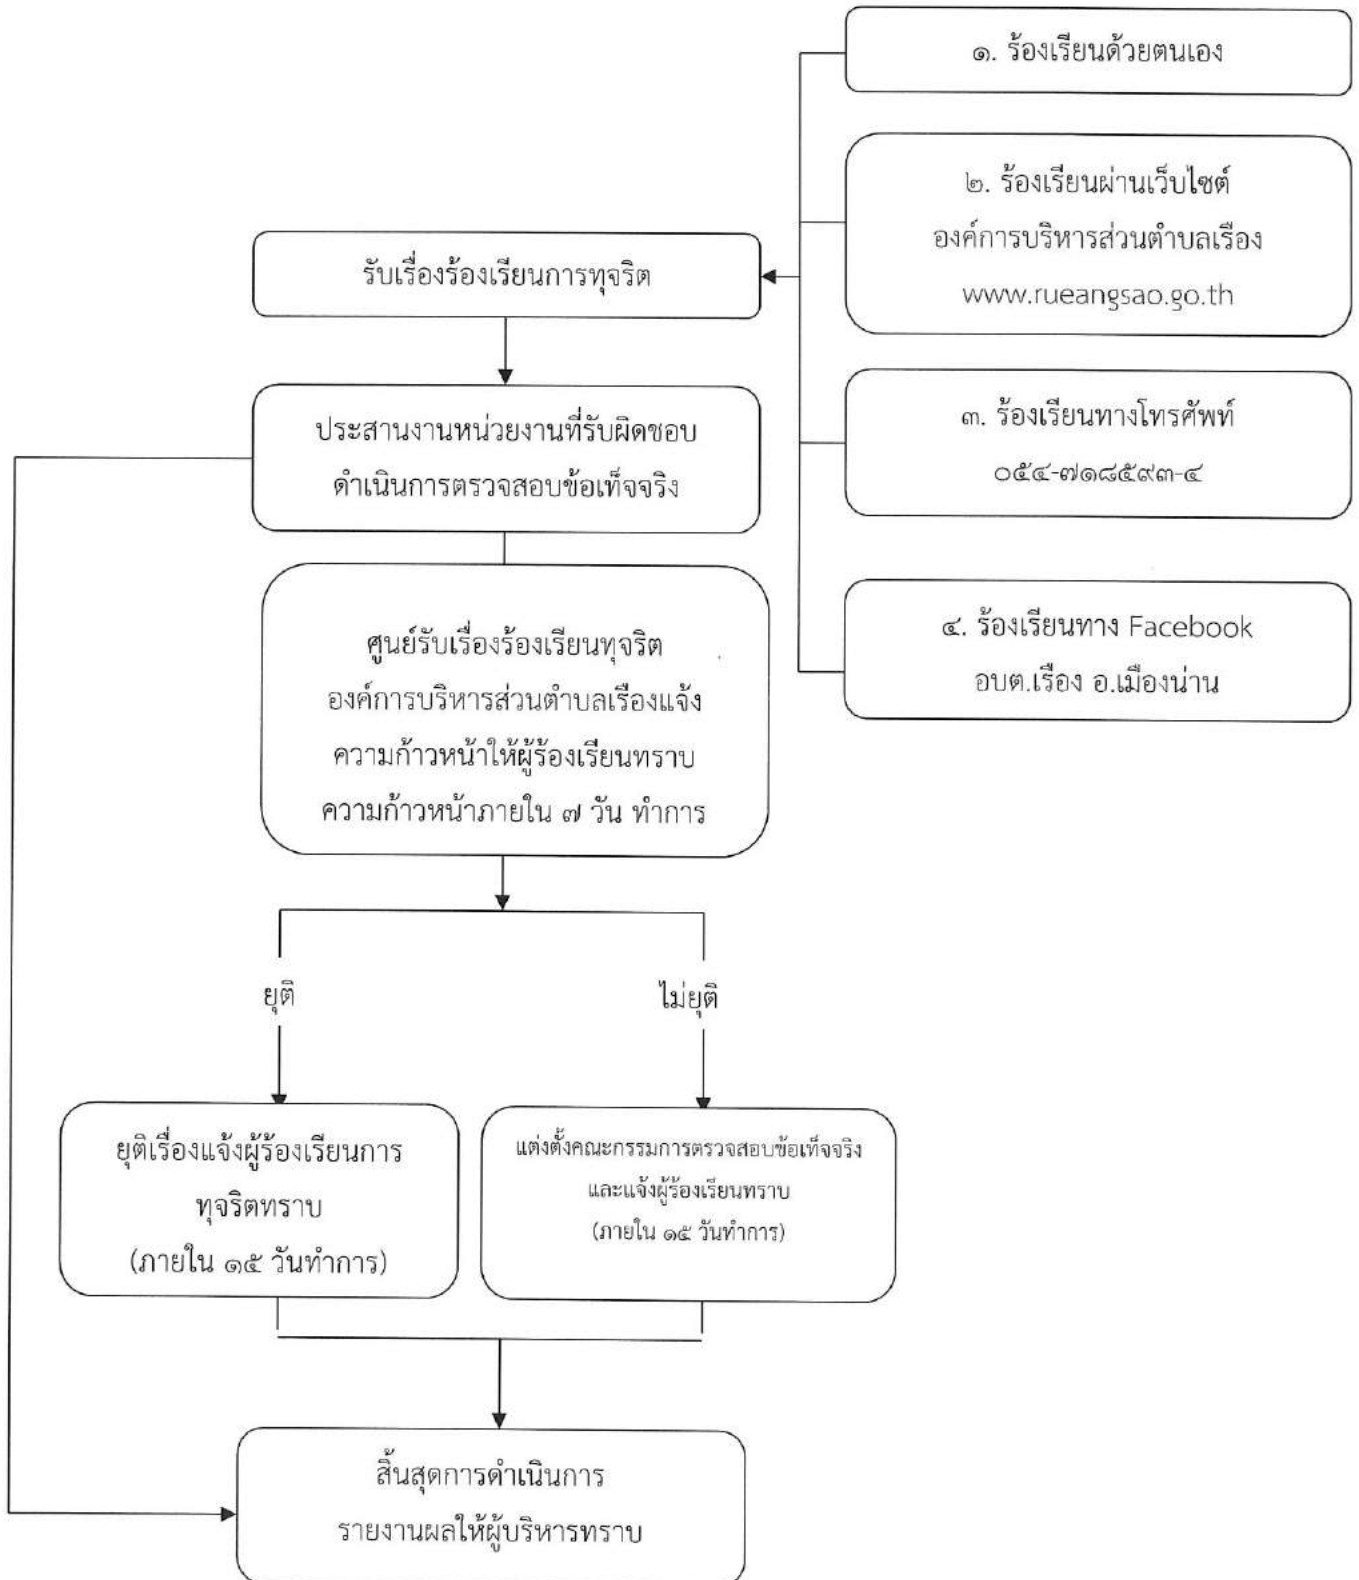 ๑. ร้องเรียนด้วยตนเอง
๒. ร้องเรียนผ่านเว็บไซต์
องค์การบริหารส่วนตำบลเรือง
www.rueangsao.go.th
รับเรื่องร้องเรียนการทุจริต
๓. ร้องเรียนทางโทรศัพท์
๐๕๔-๗๑๘๕๙๓-๔
ประสานงานหน่วยงานที่รับผิดชอบ
ดำเนินการตรวจสอบข้อเท็จจริง
๔. ร้องเรียนทาง Facebook
อบต.เรือง อ.เมืองน่าน
ศูนย์รับเรื่องร้องเรียนทุจริต
องค์การบริหารส่วนตำบลเรืองแจ้ง
ความก้าวหน้าให้ผู้ร้องเรียนทราบ
ความก้าวหน้าภายใน ๗ วัน ทำการ
ยุติ
ไม่ยุติ
ยุติเรื่องแจ้งผู้ร้องเรียนการ
ทุจริตทราบ
(ภายใน ๑๕ วันทำการ)
แต่งตั้งคณะกรรมการตรวจสอบข้อเท็จจริง
และแจ้งผู้ร้องเรียนทราบ
(ภายใน ๑๕ วันทำการ)
สิ้นสุดการดำเนินการ
รายงานผลให้ผู้บริหารทราบ